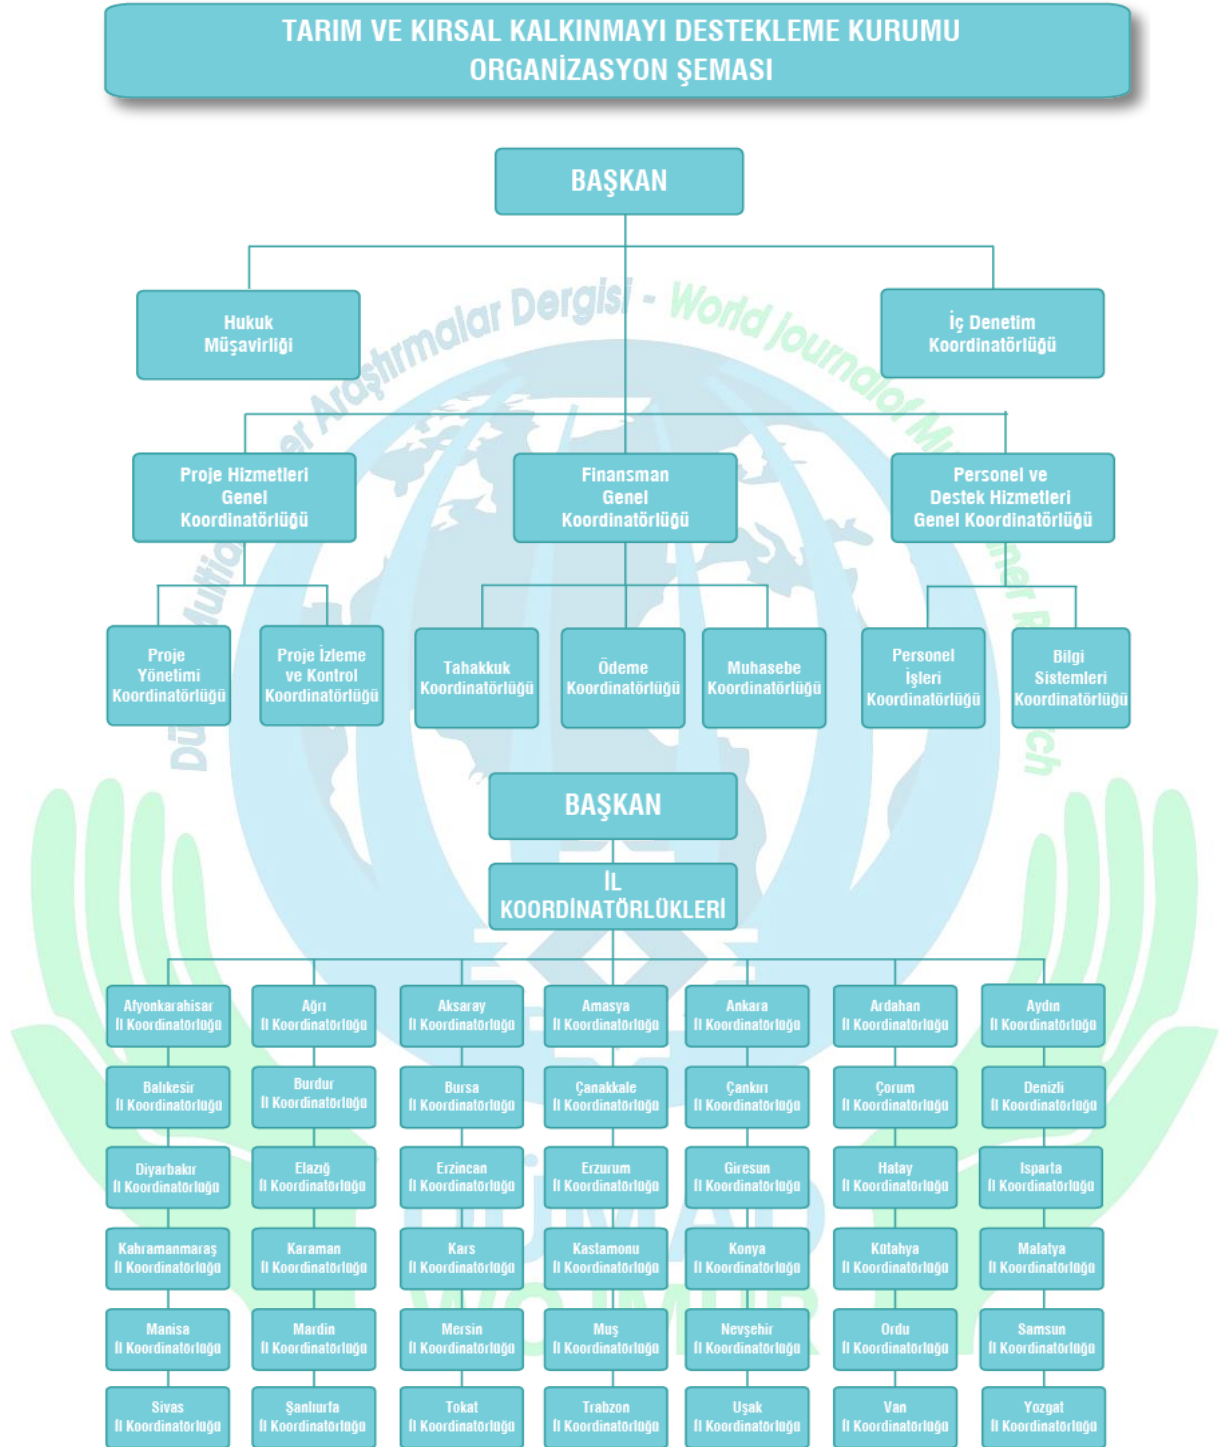 TARIM VE KIRSAL KALKINMAYI DESTEKLEME KURUMU
ORGANİZASYON ŞEMASI
BAŞKAN
Hukuk
Müşavirliği
İç Denetim
Koordinatörlüğü
Proje Hizmetleri
Genel
Koordinatörlüğü
Finansman
Genel
Koordinatörlüğü
Personel ve
Destek Hizmetleri
Genel Koordinatörlüğü
Proje
Yönetimi
Koordinatörlüğü
Proje İzleme
ve Kontrol
Koordinatörlüğü
Tahakkuk
Koordinatörlüğü
Ödeme
Koordinatörlüğü
Muhasebe
Koordinatörlüğü
Personel
İşleri
Koordinatörlüğü
Bilgi
Sistemleri
Koordinatörlüğü
BAŞKAN
İL
KOORDİNATÖRLÜKLERİ
Afyonkarahisar
İl Koordinatörlüğü
Ağrı
İl Koordinatörlüğü
Aksaray
İl Koordinatörlüğü
Amasya
İl Koordinatörlüğü
Ankara
İl Koordinatörlüğü
Ardahan
İl Koordinatörlüğü
Aydın
İl Koordinatörlüğü
Balıkesir
İl Koordinatörlüğü
Burdur
İl Koordinatörlüğü
Bursa
İl Koordinatörlüğü
Çanakkale
İl Koordinatörlüğü
Çankırı
İl Koordinatörlüğü
Çorum
İl Koordinatörlüğü
Denizli
İl Koordinatörlüğü
Diyarbakır
İl Koordinatörlüğü
Elazığ
İl Koordinatörlüğü
Erzincan
İl Koordinatörlüğü
Erzurum
İl Koordinatörlüğü
Giresun
İl Koordinatörlüğü
Hatay
İl Koordinatörlüğü
Isparta
İl Koordinatörlüğü
Kahramanmaraş
İl Koordinatörlüğü
Karaman
İl Koordinatörlüğü
Kars
İl Koordinatörlüğü
Kastamonu
İl Koordinatörlüğü
Konya
İl Koordinatörlüğü
Kütahya
İl Koordinatörlüğü
Malatya
İl Koordinatörlüğü
Manisa
İl Koordinatörlüğü
Mardin
İl Koordinatörlüğü
Mersin
İl Koordinatörlüğü
Muş
İl Koordinatörlüğü
Nevşehir
İl Koordinatörlüğü
Ordu
İl Koordinatörlüğü
Samsun
İl Koordinatörlüğü
Sivas
İl Koordinatörlüğü
Şanlıurfa
İl Koordinatörlüğü
Tokat
İl Koordinatörlüğü
Trabzon
İl Koordinatörlüğü
Uşak
İl Koordinatörlüğü
Van
İl Koordinatörlüğü
Yozgat
İl Koordinatörlüğü
Araştırmalar Dergisi - World Journal of